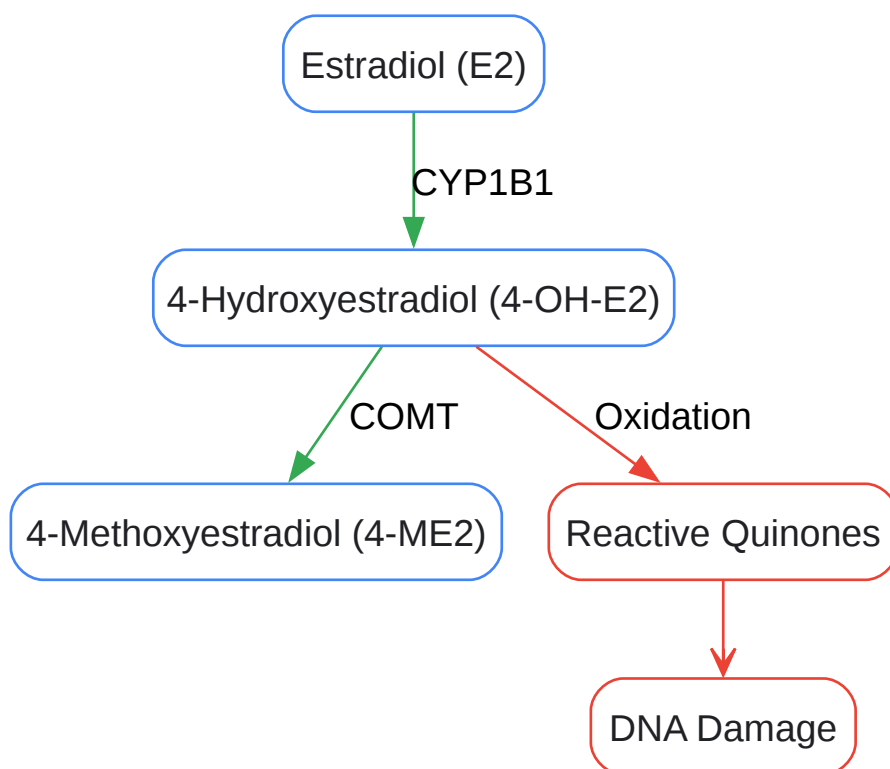 Estradiol (E2)
CYP1B1
4-Hydroxyestradiol (4-OH-E2)
COMT
Oxidation
4-Methoxyestradiol (4-ME2)
Reactive Quinones
DNA Damage